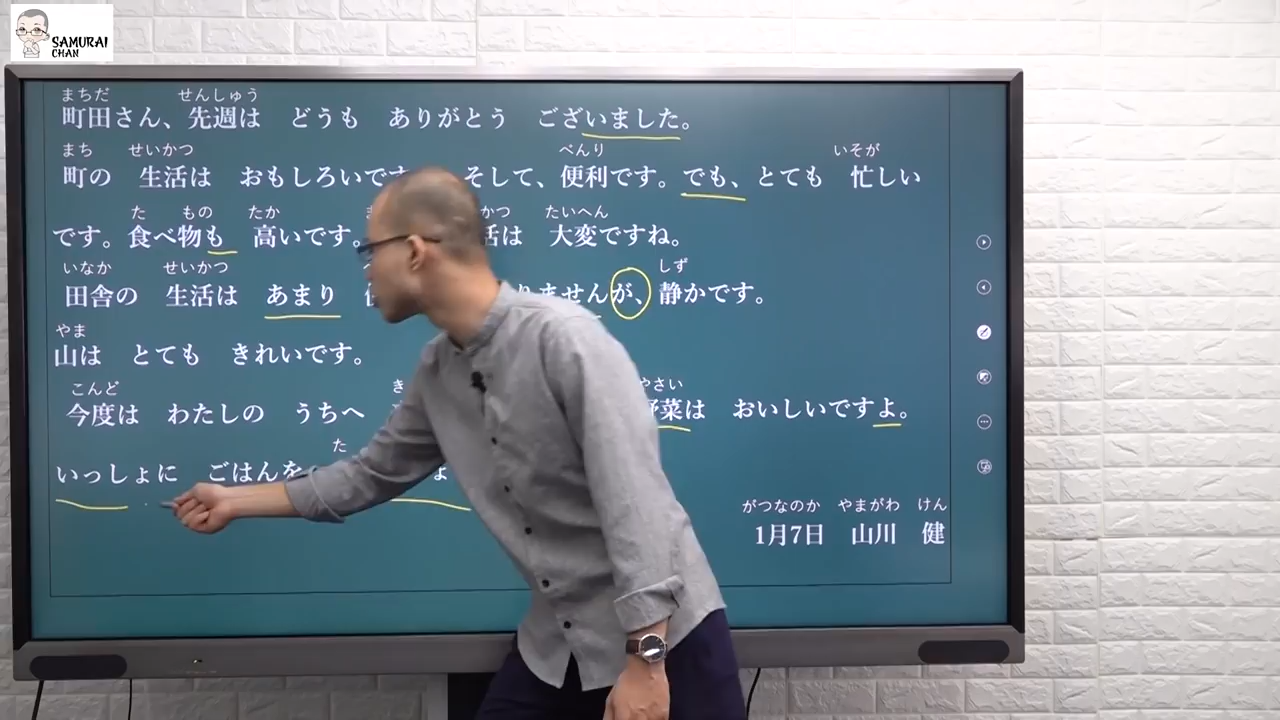 SAMURAI
CHAN
まちだ せんしゅう
町田さん、先週は どうも ありがとう ございました。
まち せいかつ べんり いそが
町の 生活は おもしろいです そして、便利です。でも、とても 忙しい
た もの たか かつ たいへん
です。食べ物も 高いです。 活は 大変ですね。
いなか せいかつ しず
田舎の 生活は あまり りませんが、静かです。
やま
山は とても きれいです。
こんど き やさい
今度は わたしの うちへ 野菜は おいしいですよ。
た
いっしょに ごはんを ょ
がつなのか やまがわ けん
1月7日 山川 健